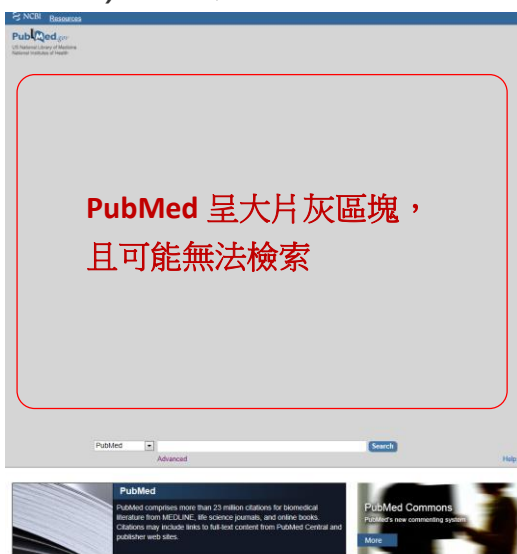 NCBI Resources
PubMed.gov
US National Library of Medicine
National Institutes of Health
PubMed 呈大片灰區塊，
且可能無法檢索
PubMed Search
Advanced Help
PubMed
PubMed comprises more than 23 million citations for biomedical
literature from MEDLINE, life science journals, and online books.
Citations may include links to full-text content from PubMed Central and
publisher web sites.
PubMed Commons
PubMed's new commenting system
More